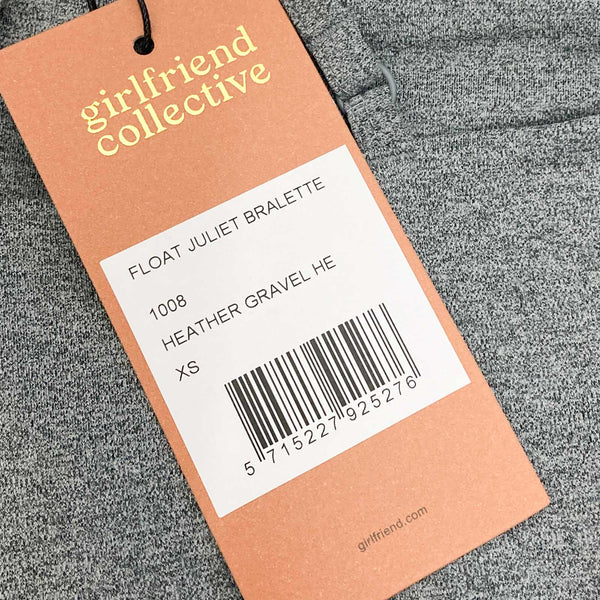 girlfriend
collective
FLOAT JULIET BRALETTE
1008
HEATHER GRAVEL HE
XS
5 715227 925276
girlfriend.com